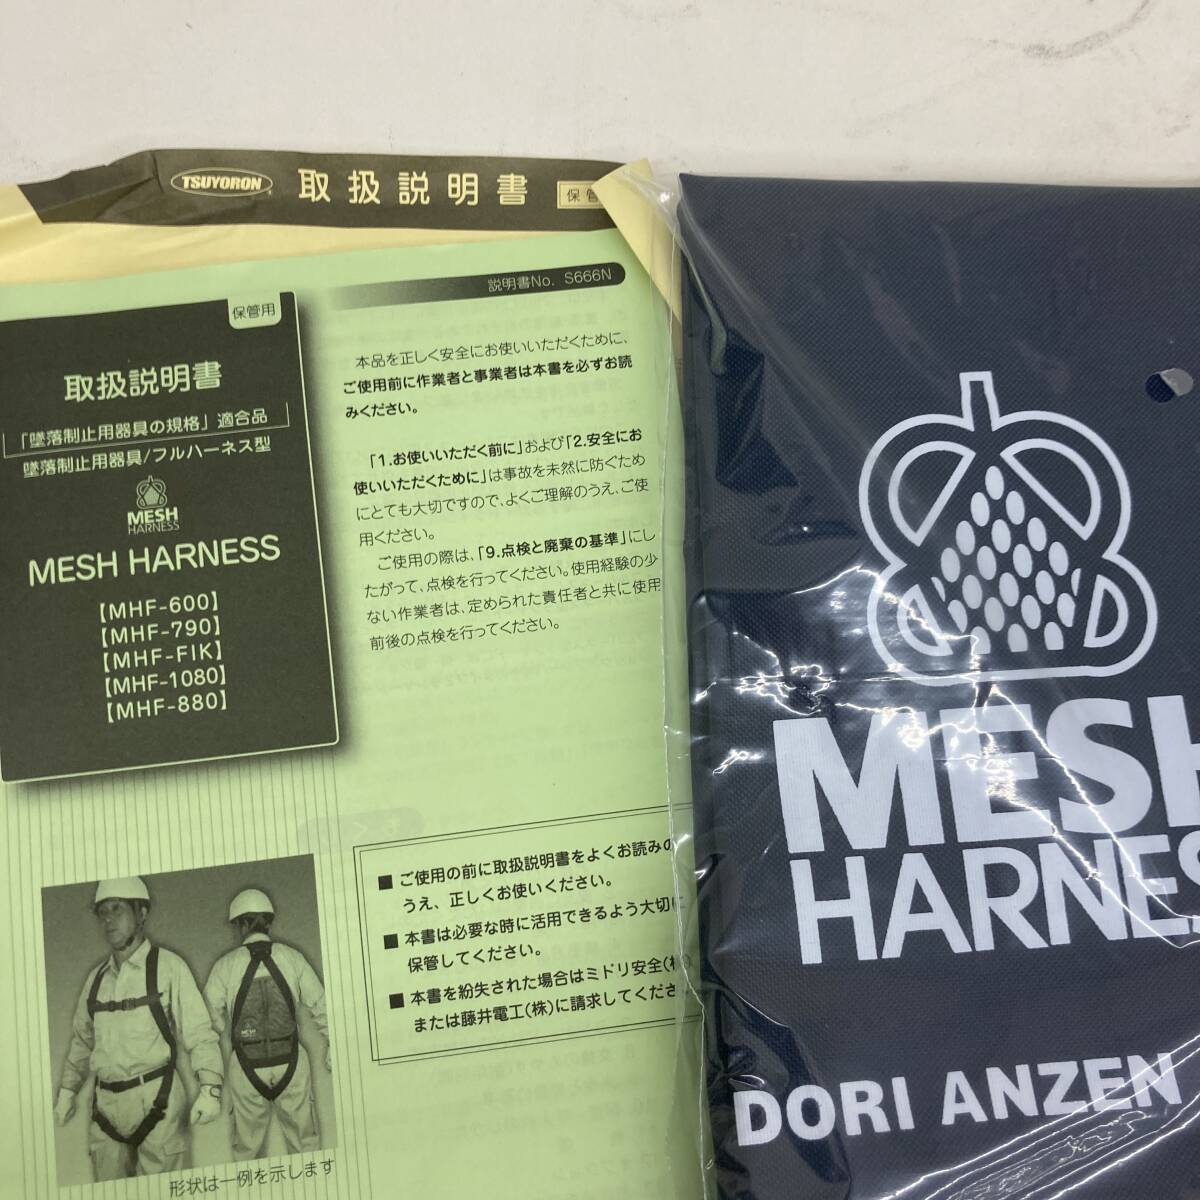 TSUYORON
取扱説明書
保管
説明書No. S666N
保管用
取扱説明書
「墜落制止用器具の規格」適合品
墜落制止用器具/フルハーネス型
MESH
HARNESS
MESH HARNESS
【MHF-600】
【MHF-790】
【MHF-FIK】
【MHF-1080】
【MHF-880】
本品を正しく安全にお使いいただくために、
ご使用前に作業者と事業者は本書を必ずお読
みください。
「1.お使いいただく前に」および「2.安全にお
使いいただくために」は事故を未然に防ぐため
にとても大切ですので、よくご理解のうえ、ご使
用ください。
ご使用の際は、「9.点検と廃棄の基準」にし
たがって、点検を行ってください。使用経験の少
ない作業者は、定められた責任者と共に使用
前後の点検を行ってください。
■ ご使用の前に取扱説明書をよくお読みの
うえ、正しくお使いください。
■ 本書は必要な時に活用できるよう大切に
保管してください。
■ 本書を紛失された場合はミドリ安全(株)
または藤井電工(株)に請求してくださ
形状は一例を示します
MESH
HARNES
DORI ANZEN